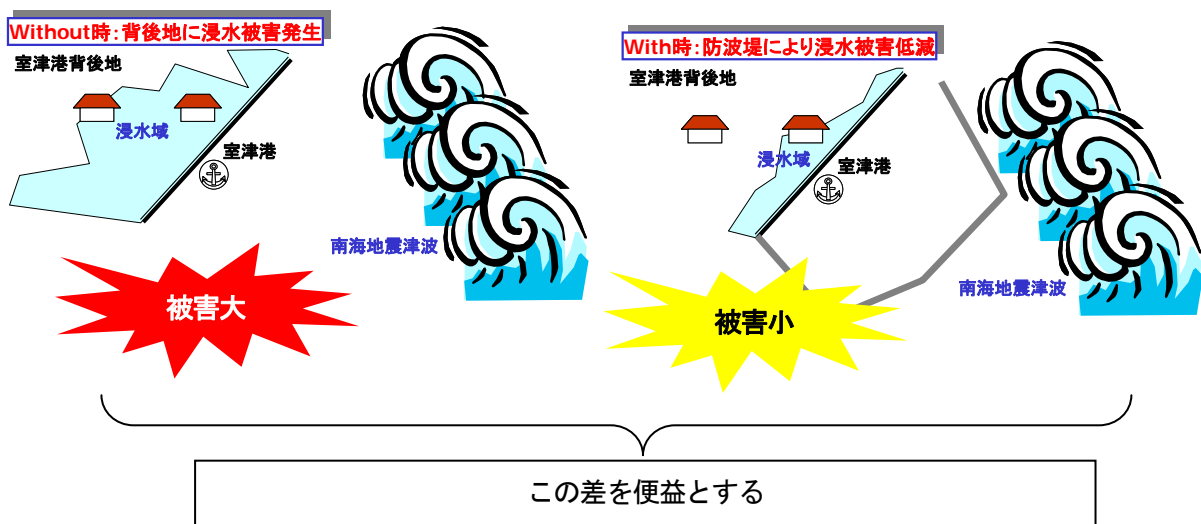 Without時：背後地に浸水被害発生
室津港背後地
浸水域
室津港
南海地震津波
被害大
With時：防波堤により浸水被害低減
室津港背後地
浸水域
室津港
南海地震津波
被害小
この差を便益とする